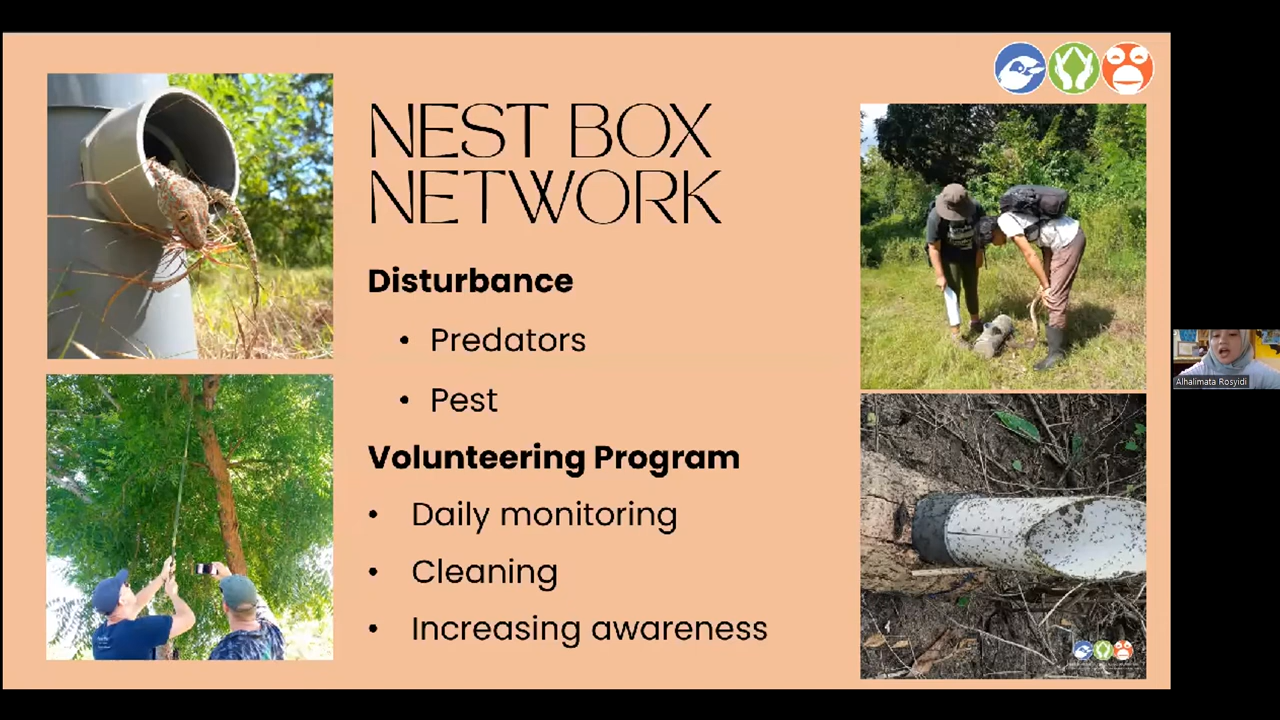 NEST BOX
NETWORK
Disturbance
• Predators
• Pest
Volunteering Program
• Daily monitoring
• Cleaning
• Increasing awareness
Alhalimata Rosyidi